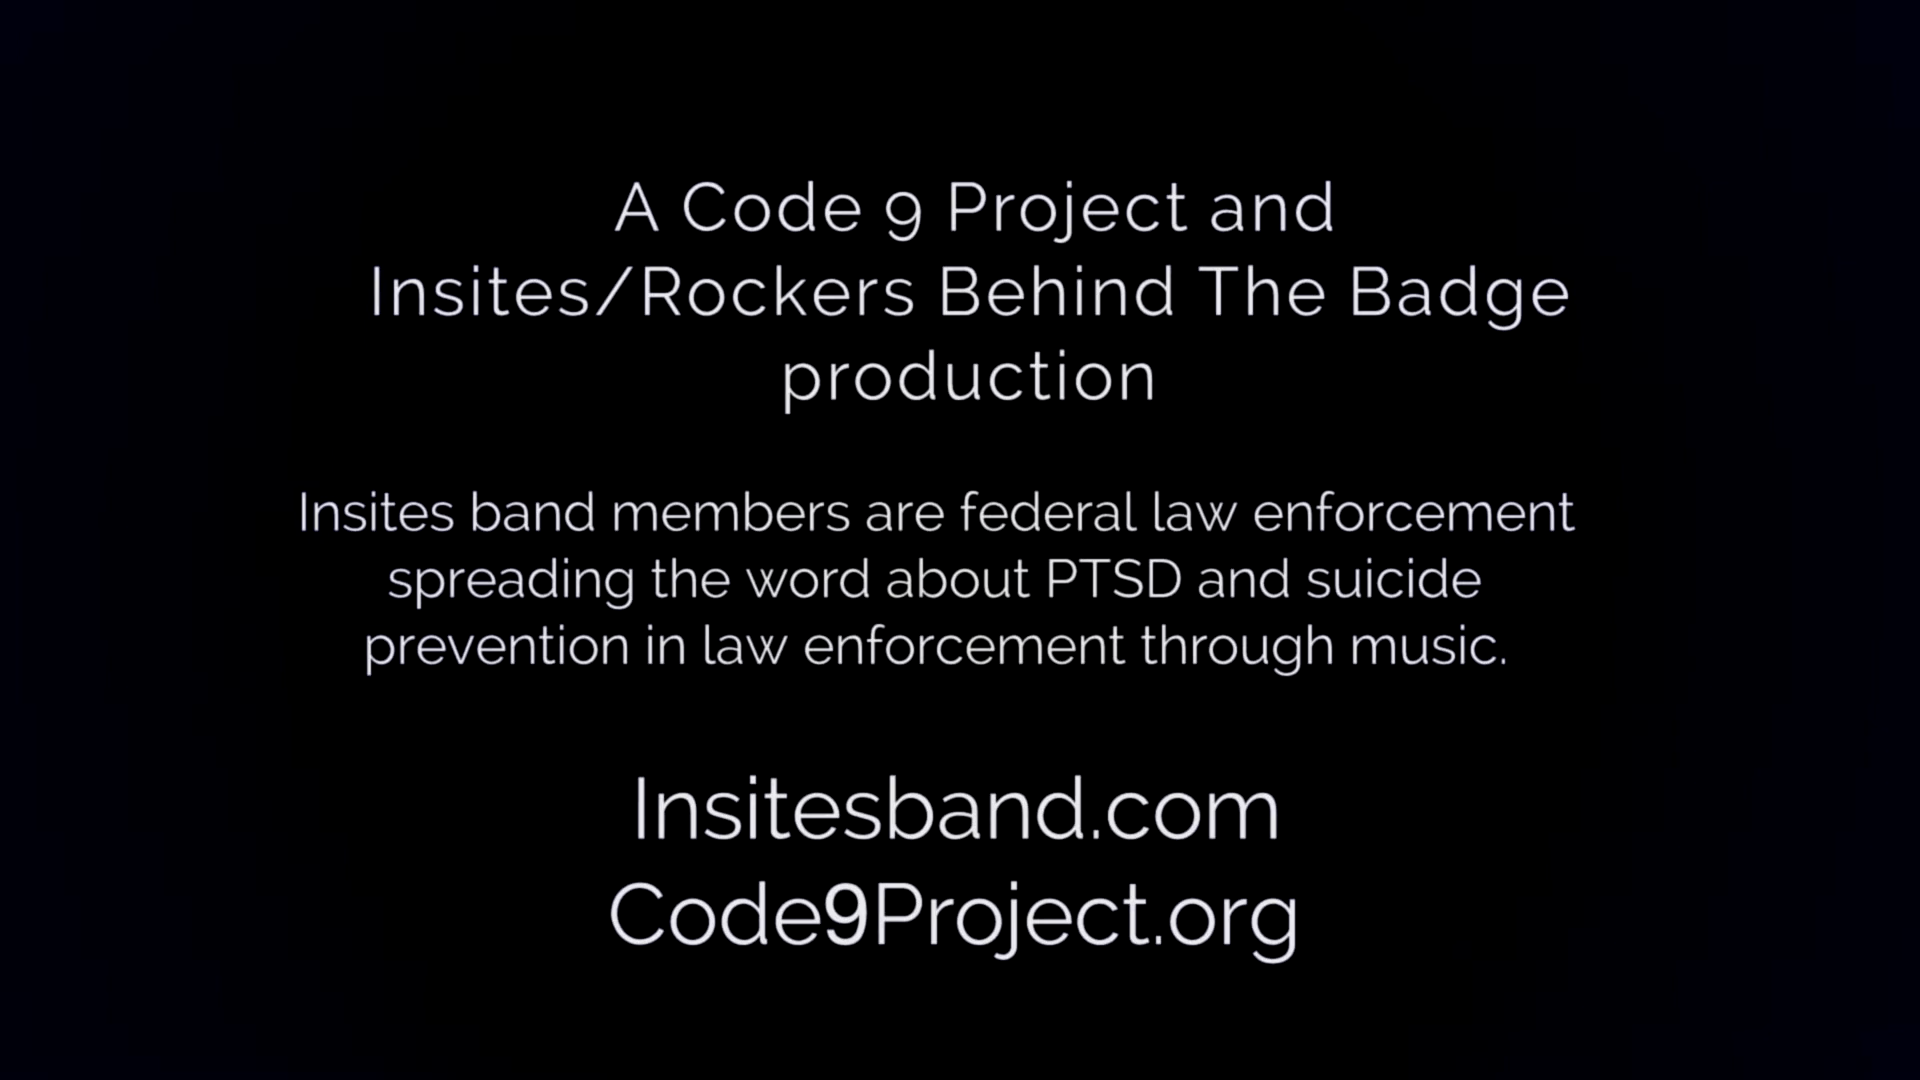 A Code 9 Project and
Insites/Rockers Behind The Badge
production
Insites band members are federal law enforcement
spreading the word about PTSD and suicide
prevention in law enforcement through music.
Insitesband.com
Code9Project.org